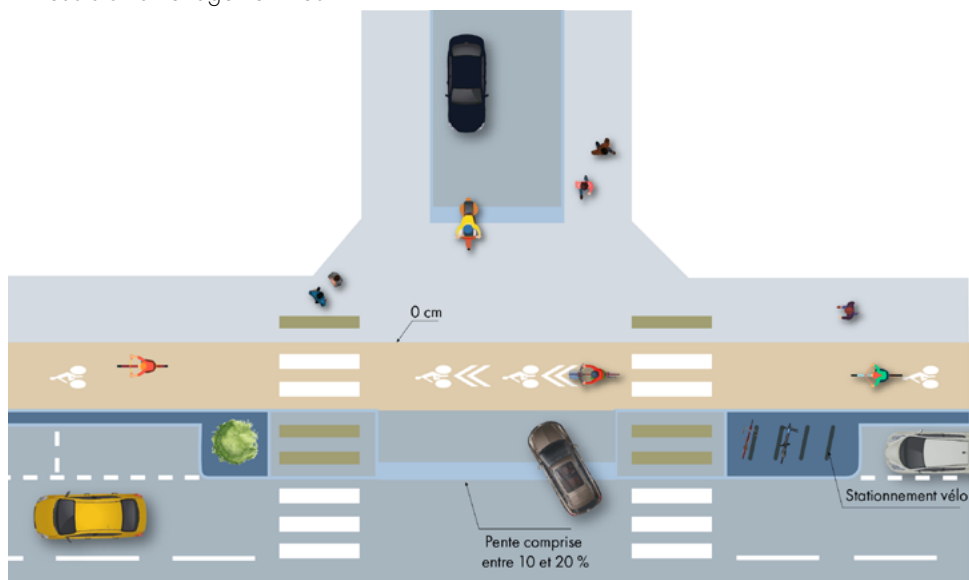 0 cm
Stationnement vélo
Pente comprise
entre 10 et 20 %